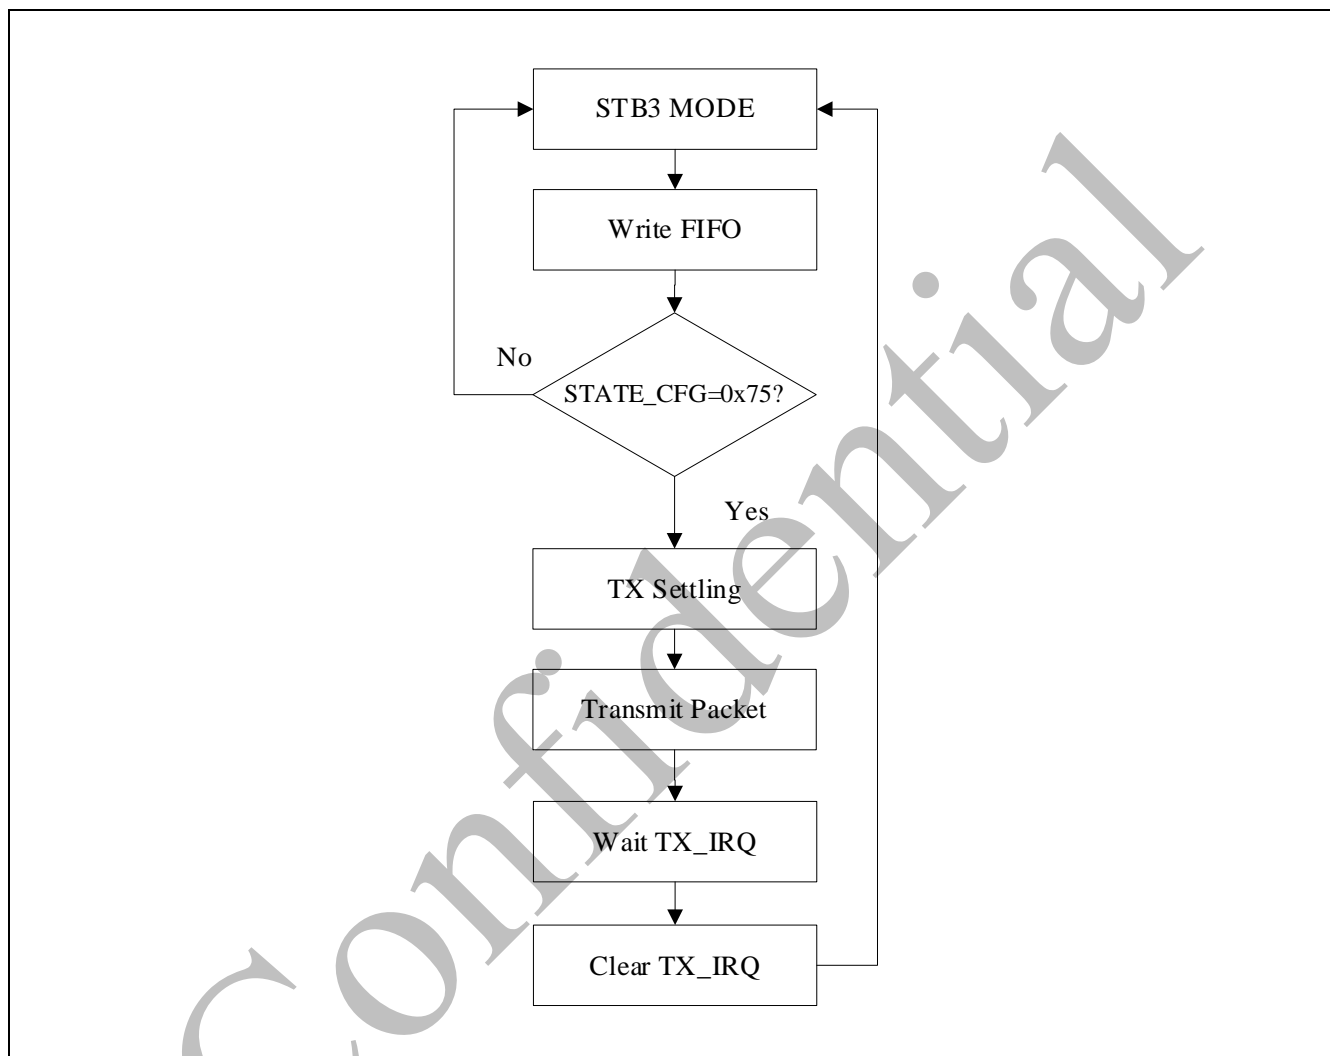 STB3 MODE
Write FIFO
No
STATE_CFG=0x75?
Yes
TX Settling
Transmit Packet
Wait TX_IRQ
Clear TX_IRQ
Confidential